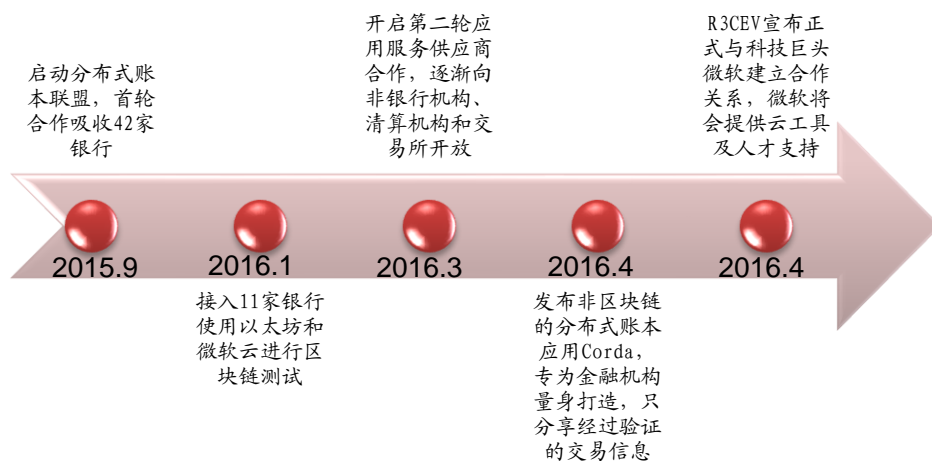 启动分布式账
本联盟，首轮
合作吸收42家
银行
2015.9
2016.1
接入11家银行
使用以太坊和
微软云进行区
块链测试
开启第二轮应
用服务供应商
合作，逐渐向
非银行机构、
清算机构和交
易所开放
2016.3
2016.4
发布非区块链
的分布式账本
应用Corda，
专为金融机构
量身打造，只
分享经过验证
的交易信息
R3CEV宣布正
式与科技巨头
微软建立合作
关系，微软将
会提供云工具
及人才支持
2016.4